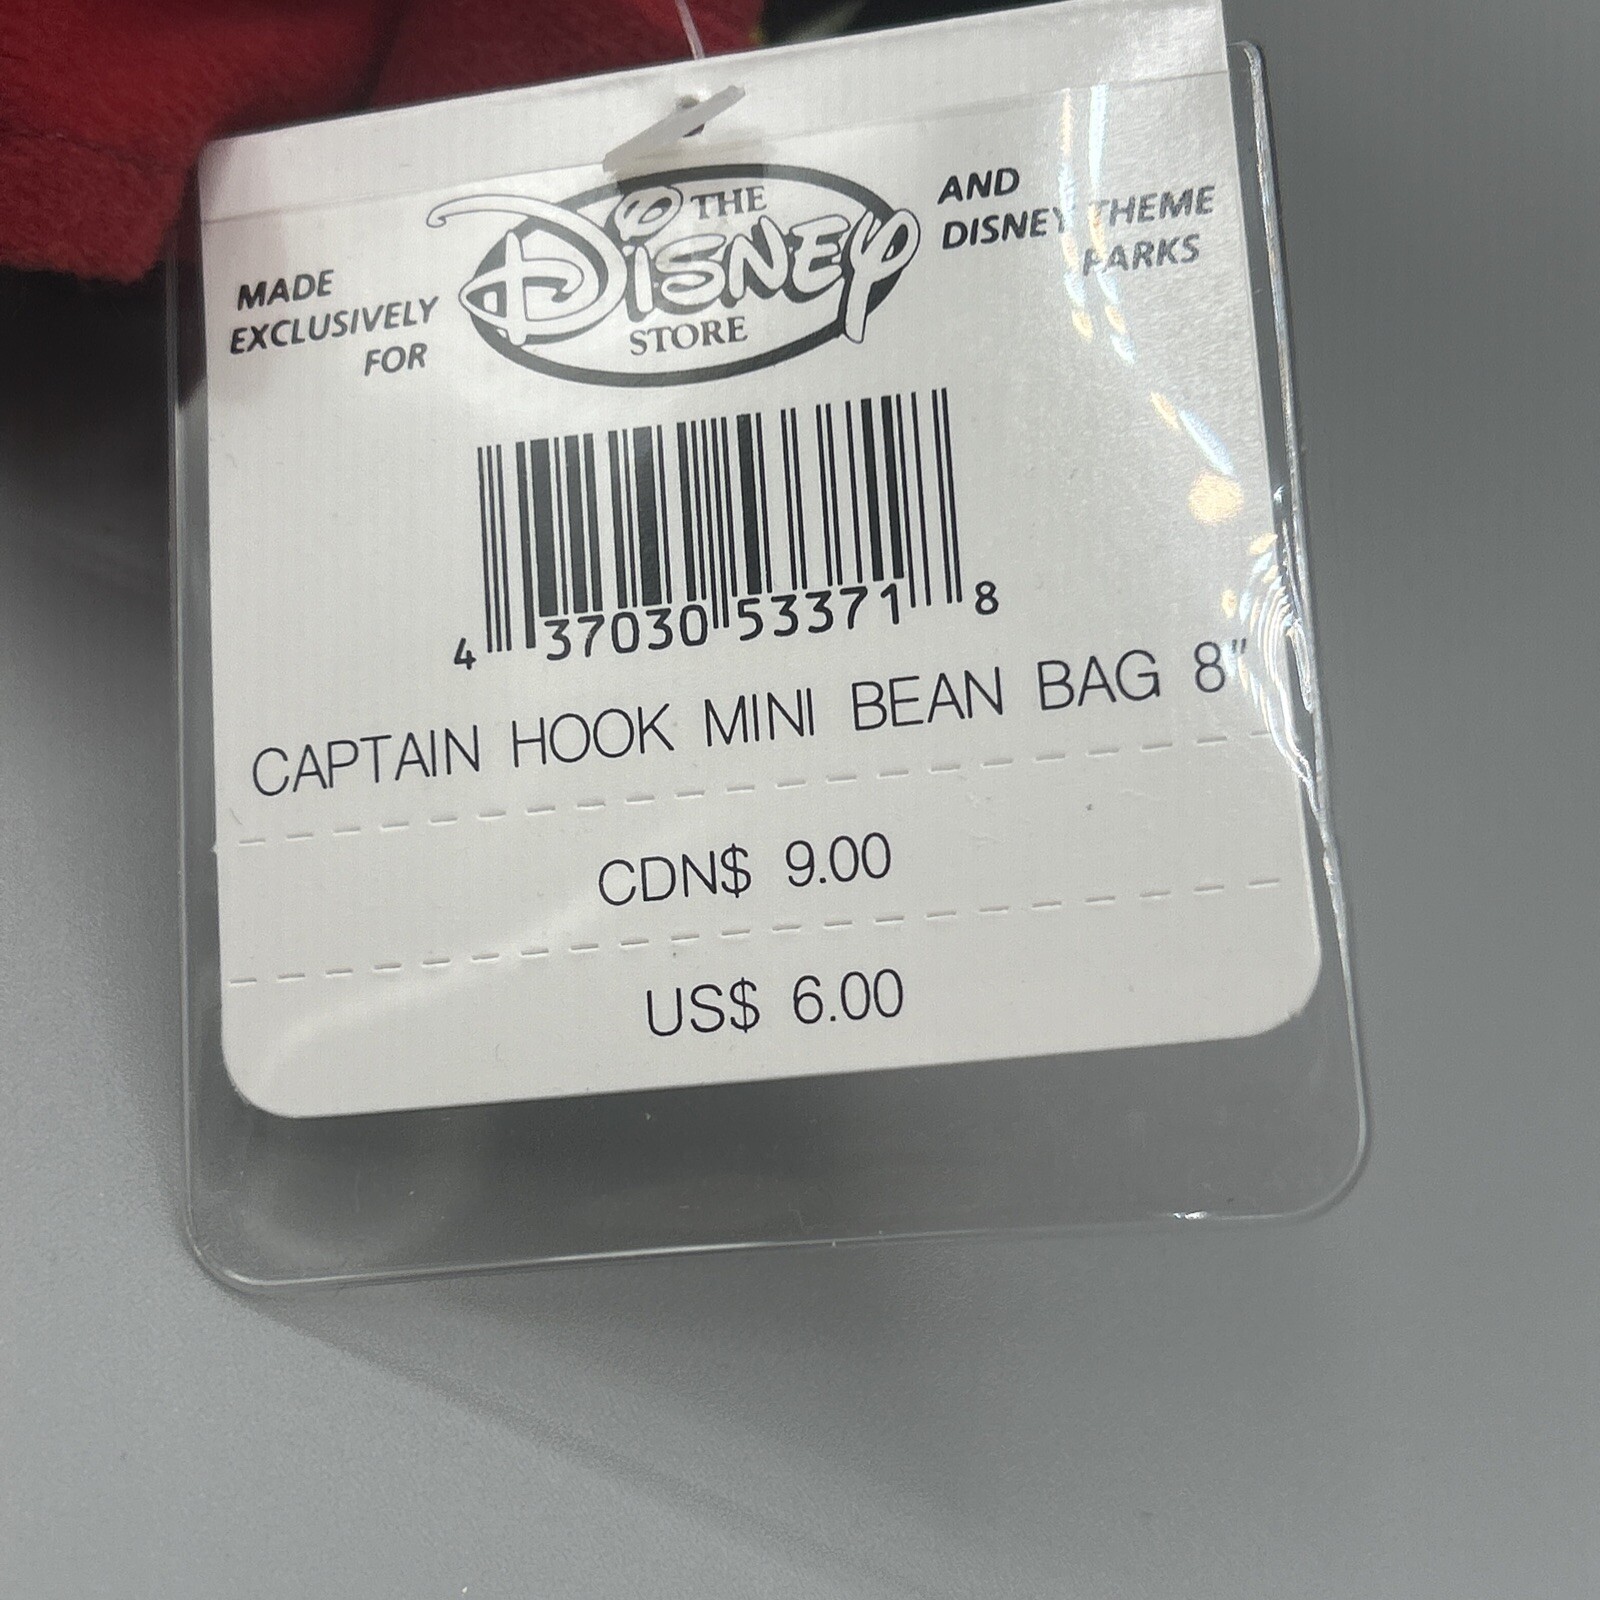 MADE
EXCLUSIVELY
FOR
THE
DISNEY
STORE
AND
DISNEY THEME
PARKS
4 37030 53371 8
CAPTAIN HOOK MINI BEAN BAG 8"
CDN$ 9.00
US$ 6.00